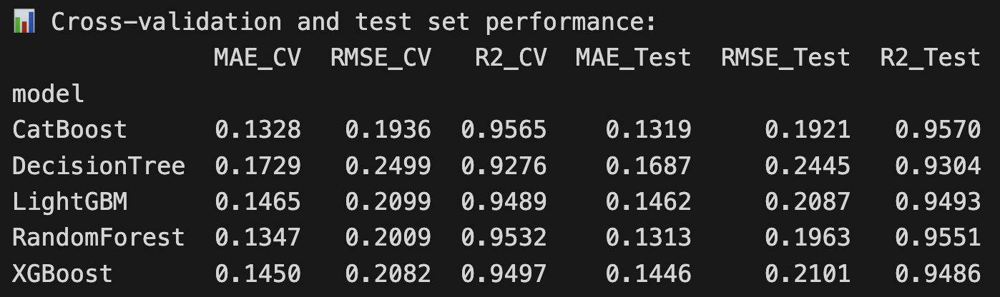 📊 Cross-validation and test set performance:
MAE_CV RMSE_CV R2_CV MAE_Test RMSE_Test R2_Test
model
CatBoost 0.1328 0.1936 0.9565 0.1319 0.1921 0.9570
DecisionTree 0.1729 0.2499 0.9276 0.1687 0.2445 0.9304
LightGBM 0.1465 0.2099 0.9489 0.1462 0.2087 0.9493
RandomForest 0.1347 0.2009 0.9532 0.1313 0.1963 0.9551
XGBoost 0.1450 0.2082 0.9497 0.1446 0.2101 0.9486